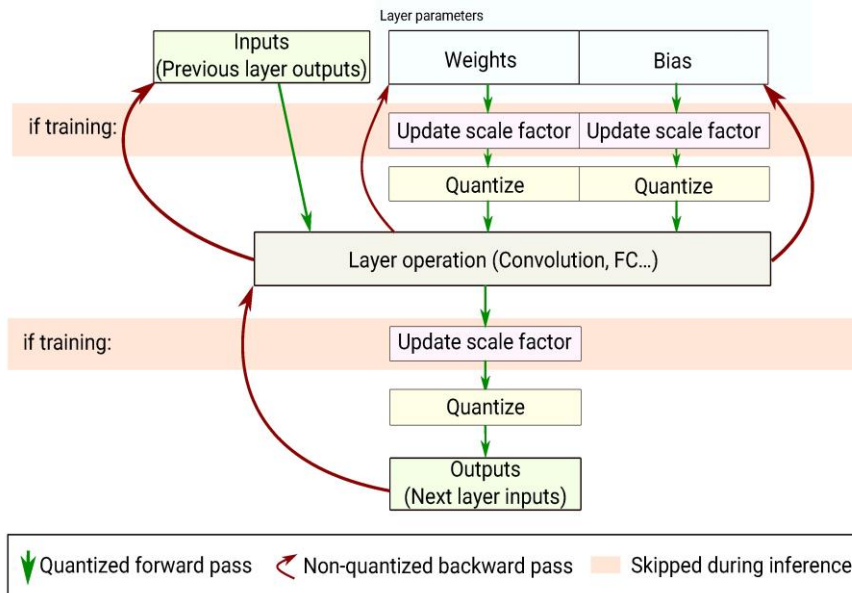 Layer parameters
Inputs
(Previous layer outputs)
Weights
Bias
if training:
Update scale factor
Update scale factor
Quantize
Quantize
Layer operation (Convolution, FC...)
if training:
Update scale factor
Quantize
Outputs
(Next layer inputs)
Quantized forward pass
Non-quantized backward pass
Skipped during inference